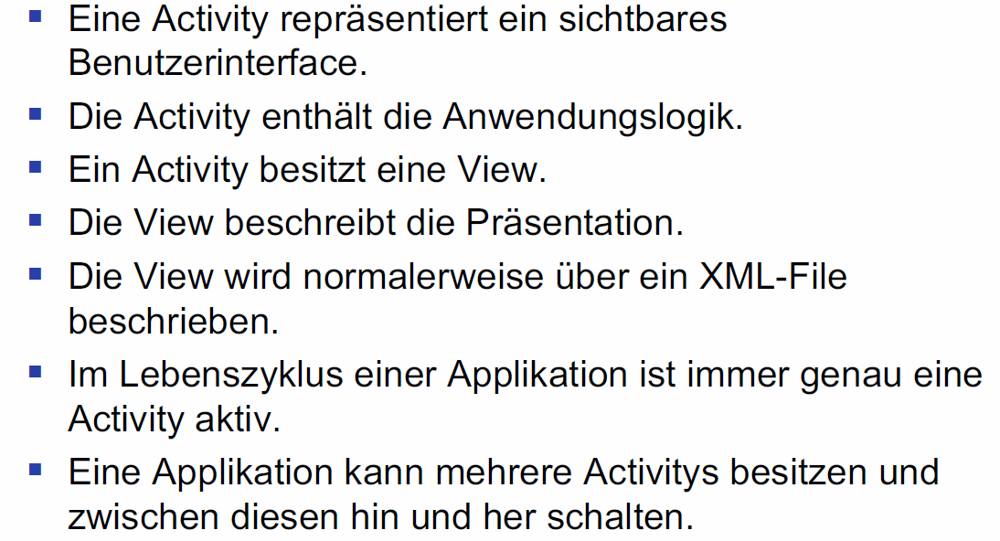 Eine Activity repräsentiert ein sichtbares
Benutzerinterface.
Die Activity enthält die Anwendungslogik.
Ein Activity besitzt eine View.
Die View beschreibt die Präsentation.
Die View wird normalerweise über ein XML-File
beschrieben.
Im Lebenszyklus einer Applikation ist immer genau eine
Activity aktiv.
Eine Applikation kann mehrere Activitys besitzen und
zwischen diesen hin und her schalten.